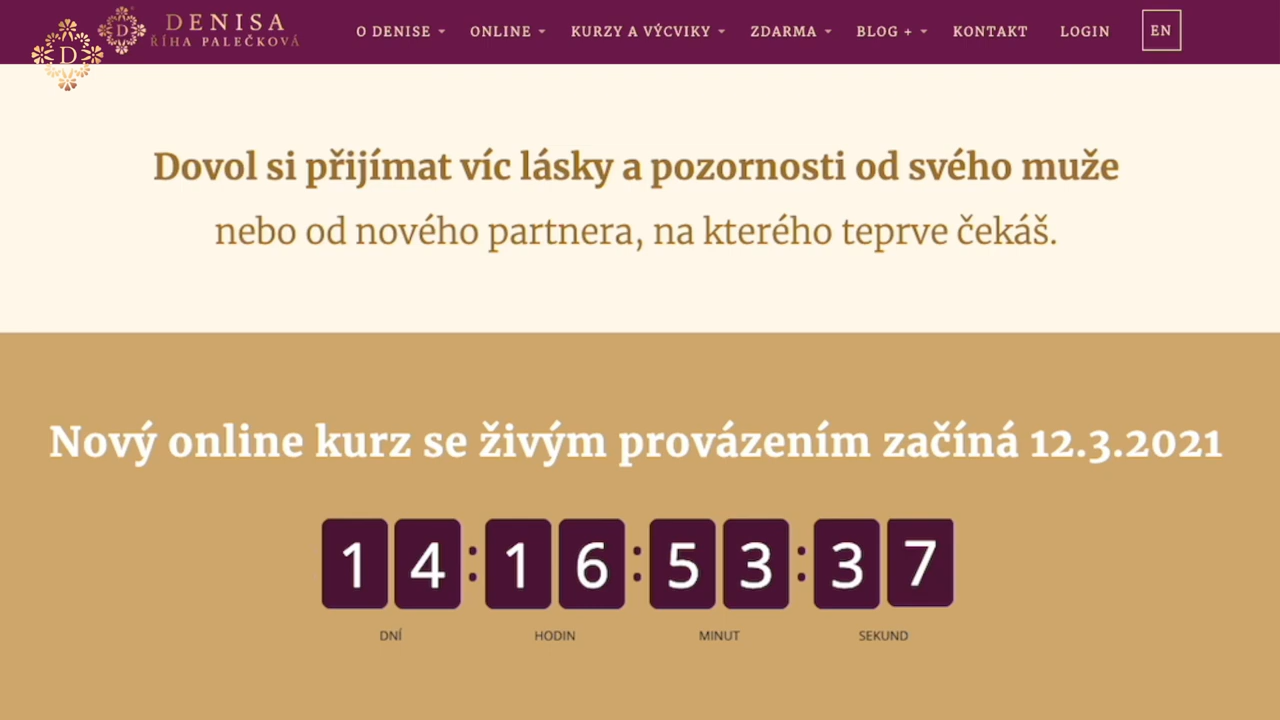 D
D
DENISA
ŘÍHA PALEČKOVÁ
O DENISE
ONLINE
KURZY A VÝCVIKY
ZDARMA
BLOG +
KONTAKT
LOGIN
EN
Dovol si přijímat víc lásky a pozornosti od svého muže
nebo od nového partnera, na kterého teprve čekáš.
Nový online kurz se živým provázením začíná 12.3.2021
14:16:53:37
DNÍ HODIN MINUT SEKUND